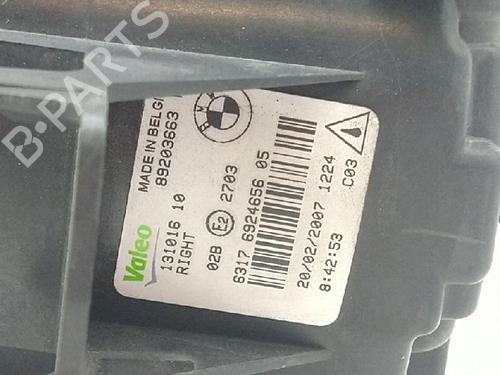 Valeo
MADE IN BELGI
89203663
BMW
131016 10
RIGHT
02B E2 2703
6317 6924656 05
20/02/2007 1224
8:42:53
C03
B-PARTS